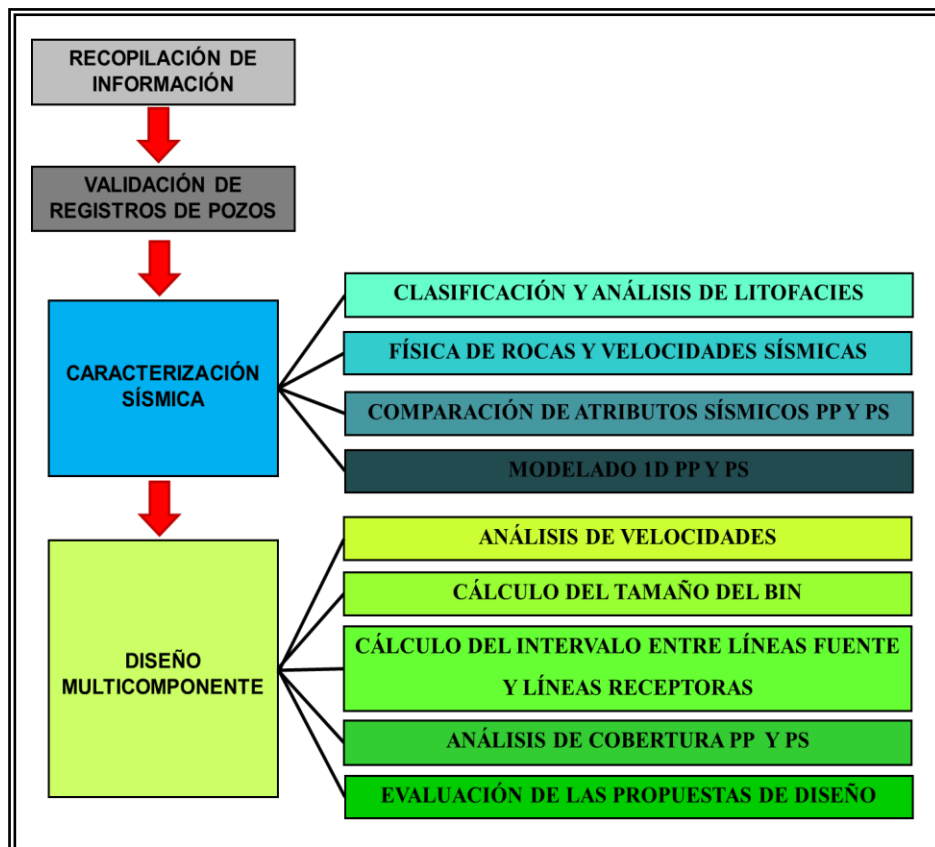 RECOPILACIÓN DE
INFORMACIÓN
VALIDACIÓN DE
REGISTROS DE POZOS
CARACTERIZACIÓN
SÍSMICA
CLASIFICACIÓN Y ANÁLISIS DE LITOFACIES
FÍSICA DE ROCAS Y VELOCIDADES SÍSMICAS
COMPARACIÓN DE ATRIBUTOS SÍSMICOS PP Y PS
MODELADO 1D PP Y PS
DISEÑO
MULTICOMPONENTE
ANÁLISIS DE VELOCIDADES
CÁLCULO DEL TAMAÑO DEL BIN
CÁLCULO DEL INTERVALO ENTRE LÍNEAS FUENTE
Y LÍNEAS RECEPTORAS
ANÁLISIS DE COBERTURA PP Y PS
EVALUACIÓN DE LAS PROPUESTAS DE DISEÑO